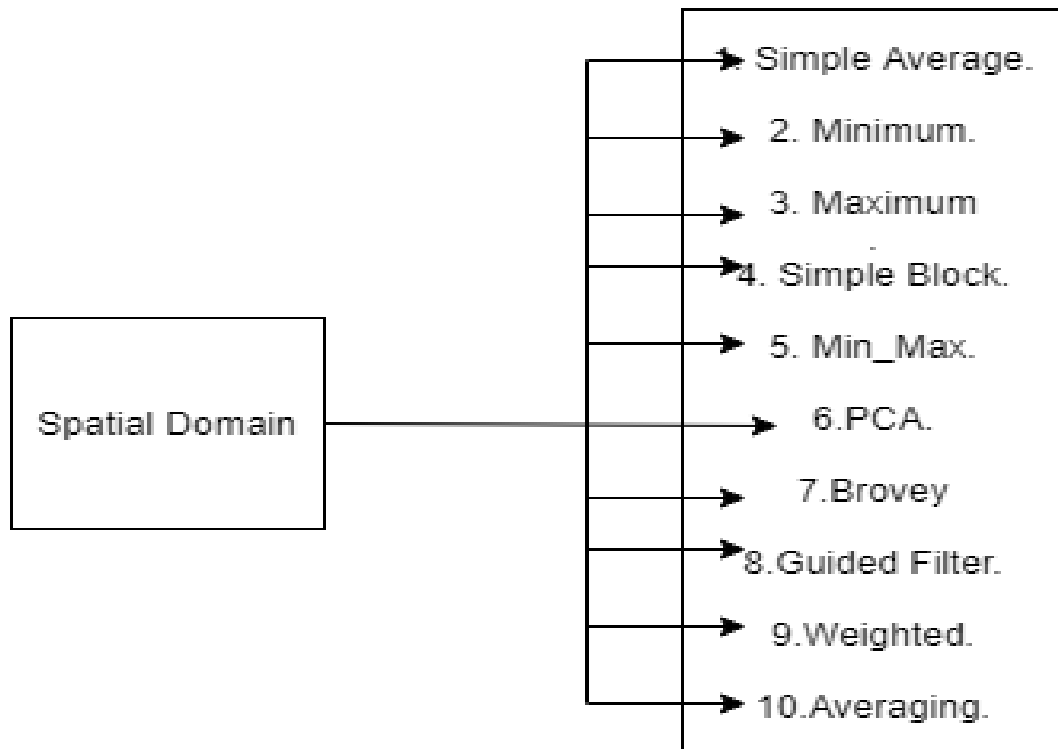 Spatial Domain
1. Simple Average.
2. Minimum.
3. Maximum
.
4. Simple Block.
5. Min_Max.
6.PCA.
7.Brovey
8.Guided Filter.
9.Weighted.
10.Averaging.